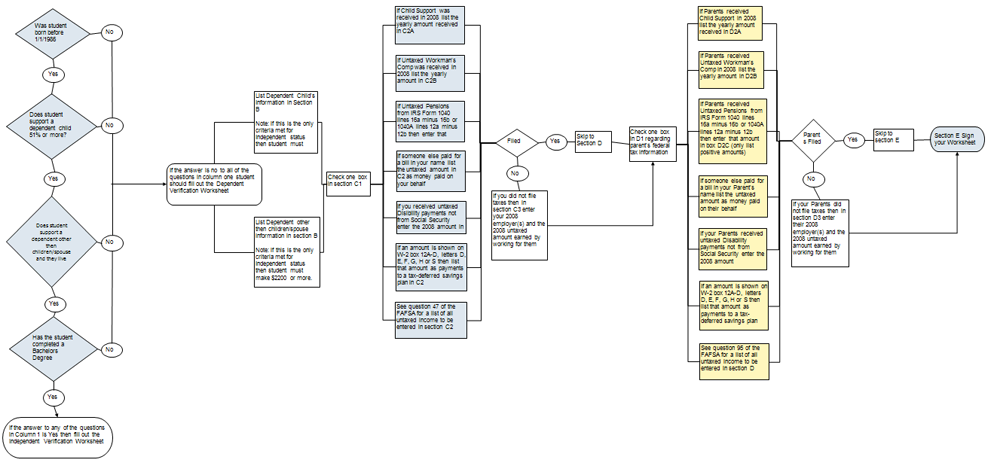 Was student
born before
1/1/1986
No
Yes
Does student
support a
dependent child
51% or more?
No
Yes
Does student
support a
dependent other
then
children/spouse
and they live
No
Yes
Has the student
completed a
Bachelors
Degree
No
Yes
If the answer to any of the questions
in Column 1 is Yes then fill out the
Independent Verification Worksheet
If the answer is no to all of the
questions in column one student
should fill out the Dependent
Verification Worksheet
List Dependent Child's
information in Section
B
Note: if this is the only
criteria met for
Independent status
then student must
List Dependent other
then children/spouse
information in section B
Note: if this is the only
criteria met for
Independent status
then student must
make $2200 or more.
Check one box
in section C1
If Child Support was
received in 2008 list the
yearly amount received
in C2A
If Untaxed Workman's
Comp was received in
2008 list the yearly
amount in C2B
If Untaxed Pensions
from IRS Form 1040
lines 16a minus 16b or
1040A lines 12a minus
12b then enter that
If someone else paid for
a bill in your name list
the untaxed amount in
C2 as money paid on
your behalf
If you received untaxed
Disibility payments not
from Social Security
enter the 2008 amount in
If an amount is shown on
W-2 box 12A-D, letters D,
E, F, G, H or S then list
that amount as payments
to a tax-deferred savings
plan in C2
See question 47 of the
FAFSA for a list of all
untaxed income to be
entered in section C2
Filed
Yes
Skip to
Section D
No
If you did not file
taxes then in
section C3 enter
your 2008
employer(s) and the
2008 untaxed
amount earned by
working for them
Check one box
in D1 regarding
parent's federal
tax information
If Parents received
Child Support in 2008
list the yearly amount
received in D2A
If Parents received
Untaxed Workman's
Comp in 2008 list the
yearly amount in D2B
If Parents received
Untaxed Pensions from
IRS Form 1040 lines
16a minus 16b or 1040A
lines 12a minus 12b
then enter that amount
in box D2C (only list
positive amounts)
If someone else paid for
a bill in your Parent's
name list the untaxed
amount as money paid
on their behalf
If your Parents received
untaxed Disability
payments not from
Social Security enter the
2008 amount
If an amount is shown on
W-2 box 12A-D, letters
D, E, F, G, H or S then
list that amount as
payments to a tax-
deferred savings plan
See question 95 of the
FAFSA for a list of all
untaxed income to be
entered in section D
Parent
s Filed
Yes
Skip to
section E
No
If your Parents did
not file taxes then in
section D3 enter
their 2008
employer(s) and the
2008 untaxed
amount earned by
working for them
Section E Sign
your Worksheet